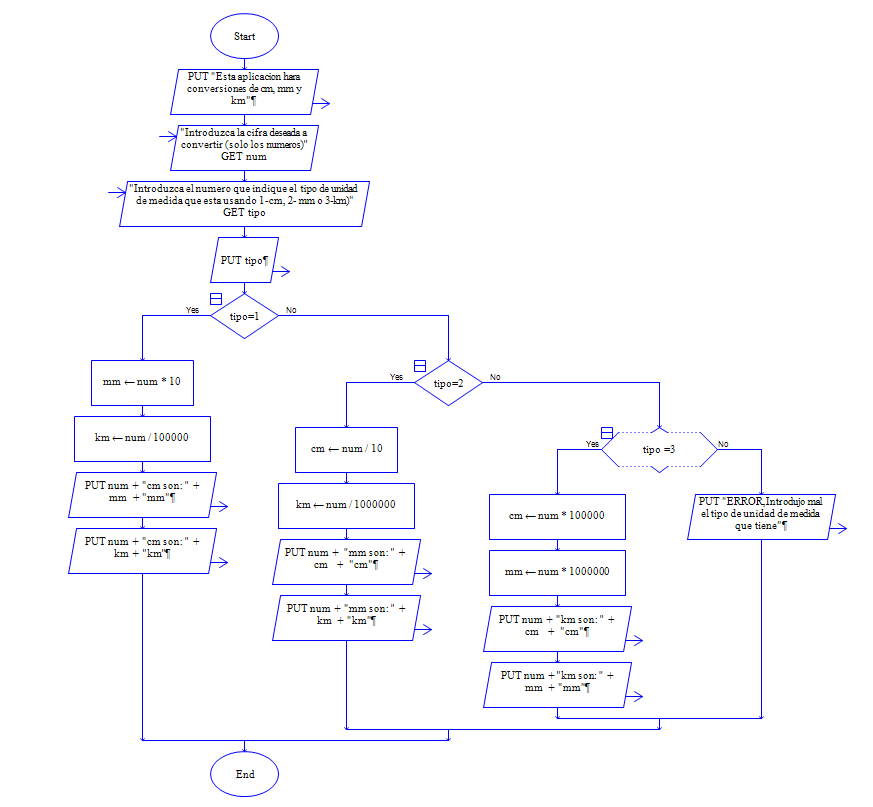 Start
PUT "Esta aplicacion hara
conversiones de cm, mm y
km"¶
"Introduzca la cifra deseada a
convertir (solo los numeros)"
GET num
"Introduzca el numero que indique el tipo de unidad
de medida que esta usando 1-cm, 2- mm o 3-km)"
GET tipo
PUT tipo¶
Yes
tipo=1
No
mm ← num * 10
km ← num / 100000
PUT num + "cm son: " +
mm + "mm"¶
PUT num + "cm son: " +
km + "km"¶
Yes
tipo=2
No
cm ← num / 10
km ← num / 1000000
PUT num + "mm son: " +
cm + "cm"¶
PUT num + "mm son: " +
km + "km"¶
Yes
tipo =3
No
cm ← num * 100000
mm ← num * 1000000
PUT num + "km son: " +
cm + "cm"¶
PUT num + "km son: " +
mm + "mm"¶
PUT "ERROR,Introdujo mal
el tipo de unidad de medida
que tiene"¶
End